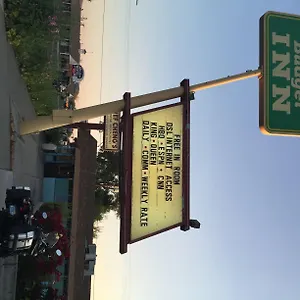 INN
FREE IN ROOM
DSL INTERNET ACCESS
HBO • ESPN • CNN
KING • QUEEN
DAILY • COMM • WEEKLY RATE